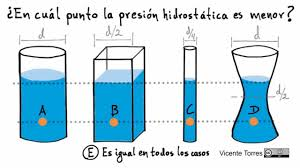 ¿En cuál punto la presión hidrostática es menor?
d d/2 d/4 d
A B C D
Ⓔ Es igual en todos los casos
Vicente Torres